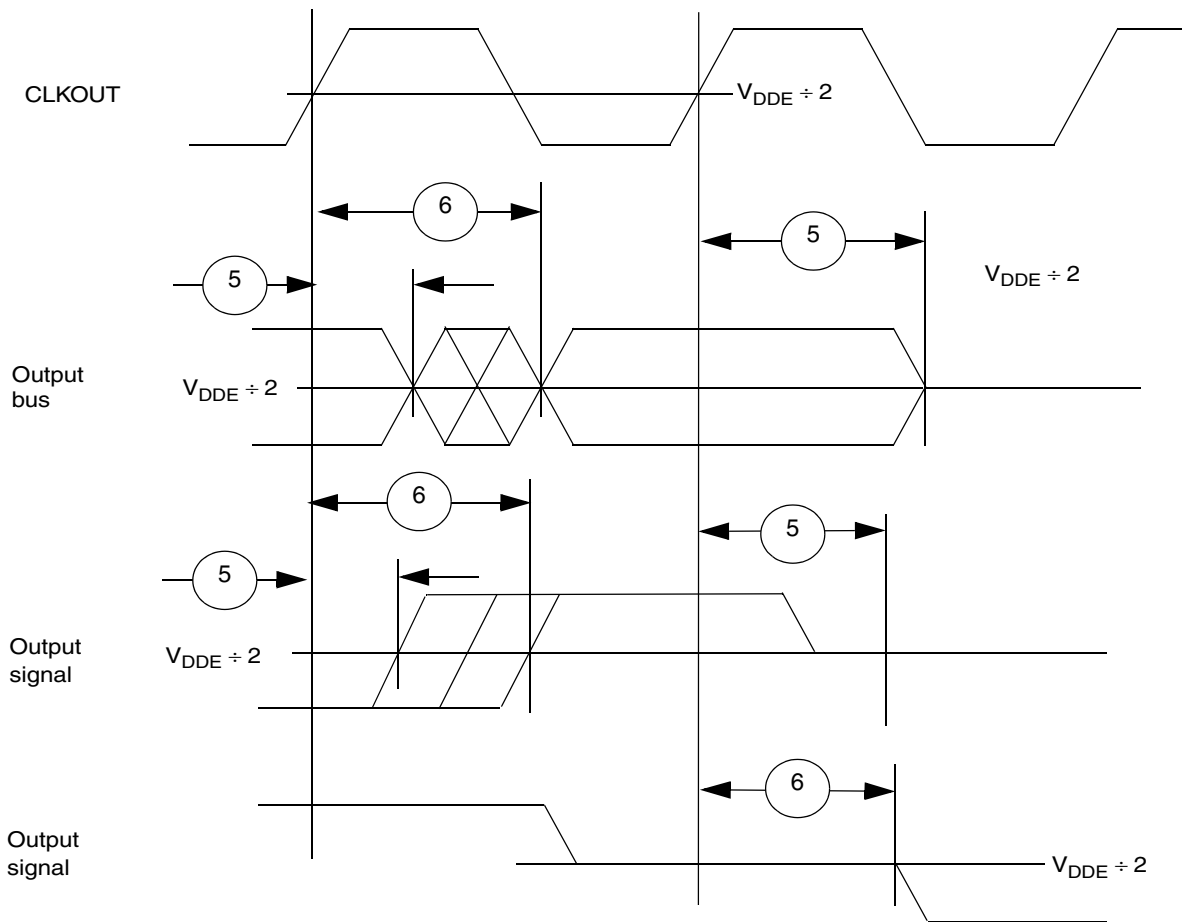 CLKOUT
V_DDE ÷ 2
6
5
5
V_DDE ÷ 2
Output
bus
V_DDE ÷ 2
6
5
5
Output
signal
V_DDE ÷ 2
6
Output
signal
V_DDE ÷ 2